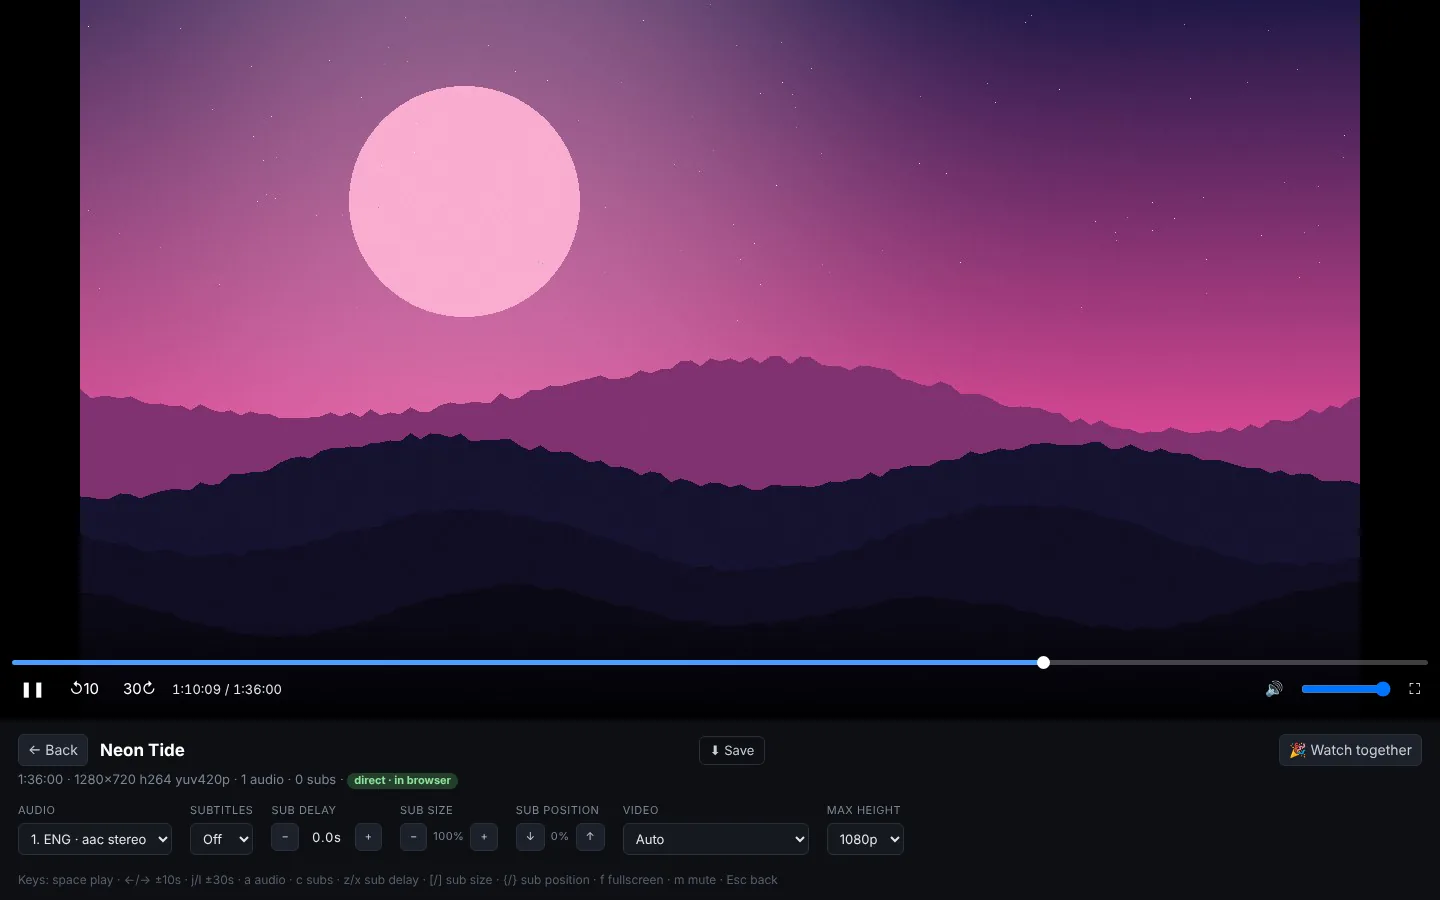 ❚❚ ↺10 30↻ 1:10:09 / 1:36:00
← Back Neon Tide ⬇ Save 🎉 Watch together
1:36:00 · 1280×720 h264 yuv420p · 1 audio · 0 subs · direct · in browser
AUDIO SUBTITLES SUB DELAY SUB SIZE SUB POSITION VIDEO MAX HEIGHT
1. ENG · aac stereo Off − 0.0s + − 100% + ↓ 0% ↑ Auto 1080p
Keys: space play · ←/→ ±10s · j/l ±30s · a audio · c subs · z/x sub delay · [/] sub size · {/} sub position · f fullscreen · m mute · Esc back